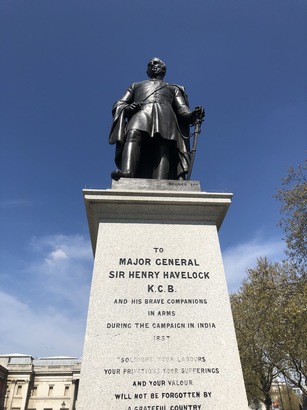 TO
MAJOR GENERAL
SIR HENRY HAVELOCK
K.C.B.
AND HIS BRAVE COMPANIONS
IN ARMS
DURING THE CAMPAIGN IN INDIA
1857
"SOLDIERS! YOUR LABOURS
YOUR PRIVATIONS YOUR SUFFERINGS
AND YOUR VALOUR
WILL NOT BE FORGOTTEN BY
A GRATEFUL COUNTRY